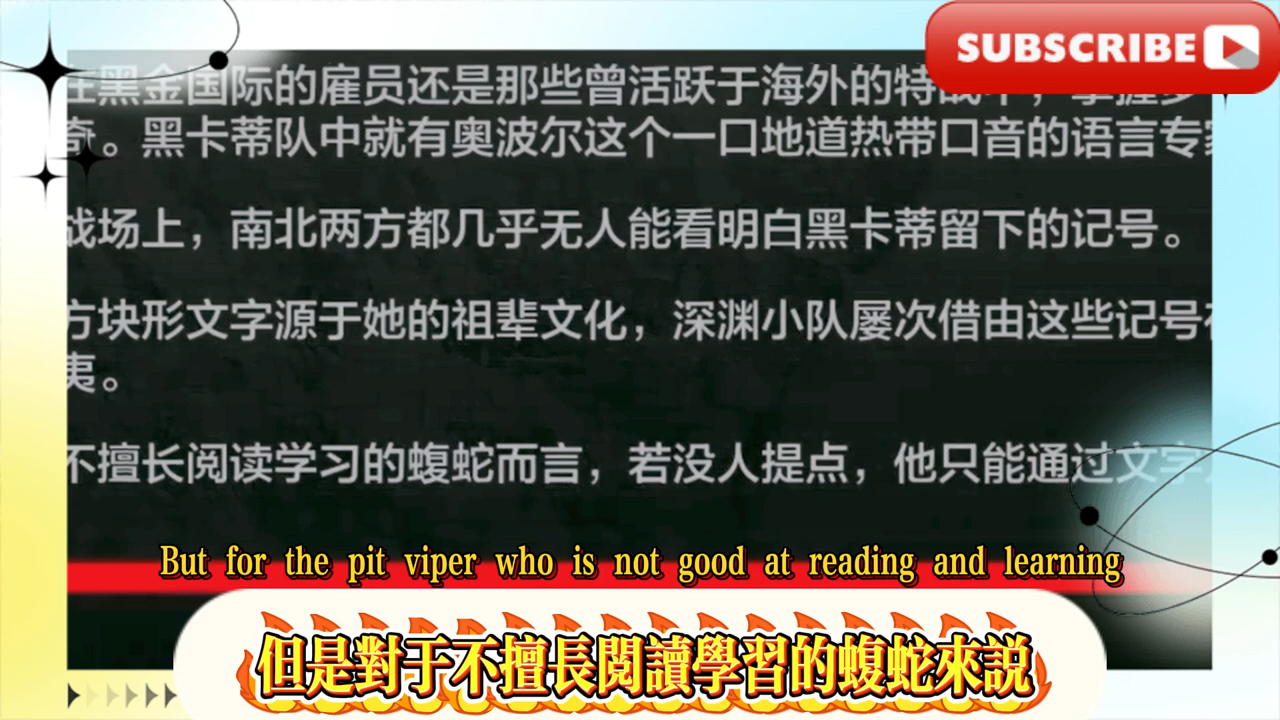 SUBSCRIBE
在黑金国际的雇员还是那些曾活跃于海外的特战
奇。黑卡蒂队中就有奥波尔这个一口地道热带口音的语言专家
战场上，南北两方都几乎无人能看明白黑卡蒂留下的记号。
方块形文字源于她的祖辈文化，深渊小队屡次借由这些记号
夷。
不擅长阅读学习的蝮蛇而言，若没人提点，他只能通过文字
But for the pit viper who is not good at reading and learning
但是對于不擅長閲讀學習的蝮蛇來説